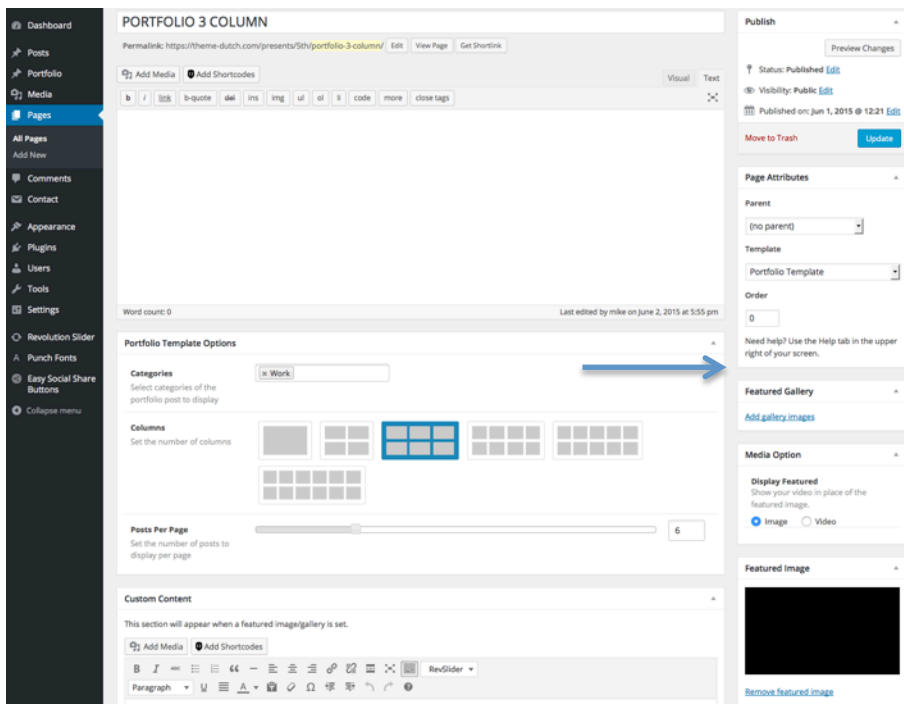 Dashboard
Posts
Portfolio
Media
Pages
All Pages
Add New
Comments
Contact
Appearance
Plugins
Users
Tools
Settings
Revolution Slider
Punch Fonts
Easy Social Share
Buttons
Collapse menu
PORTFOLIO 3 COLUMN
Permalink: https://theme-dutch.com/presents/5th/portfolio-3-column/ Edit View Page Get Shortlink
Add Media Add Shortcodes
Visual Text
b i link b-quote del ins img ul ol li code more close tags
Word count: 0 Last edited by mike on June 2, 2015 at 5:55 pm
Portfolio Template Options
Categories
Select categories of the
portfolio post to display
× Work
Columns
Set the number of columns
Posts Per Page
Set the number of posts to
display per page
6
Custom Content
This section will appear when a featured image/gallery is set.
Add Media Add Shortcodes
B I ABC RevSlider
Paragraph U A Ω
Publish
Preview Changes
Status: Published Edit
Visibility: Public Edit
Published on: Jun 1, 2015 @ 12:21 Edit
Move to Trash Update
Page Attributes
Parent
(no parent)
Template
Portfolio Template
Order
0
Need help? Use the Help tab in the upper
right of your screen.
Featured Gallery
Add gallery images
Media Option
Display Featured
Show your video in place of the
featured image.
Image Video
Featured Image
Remove featured image